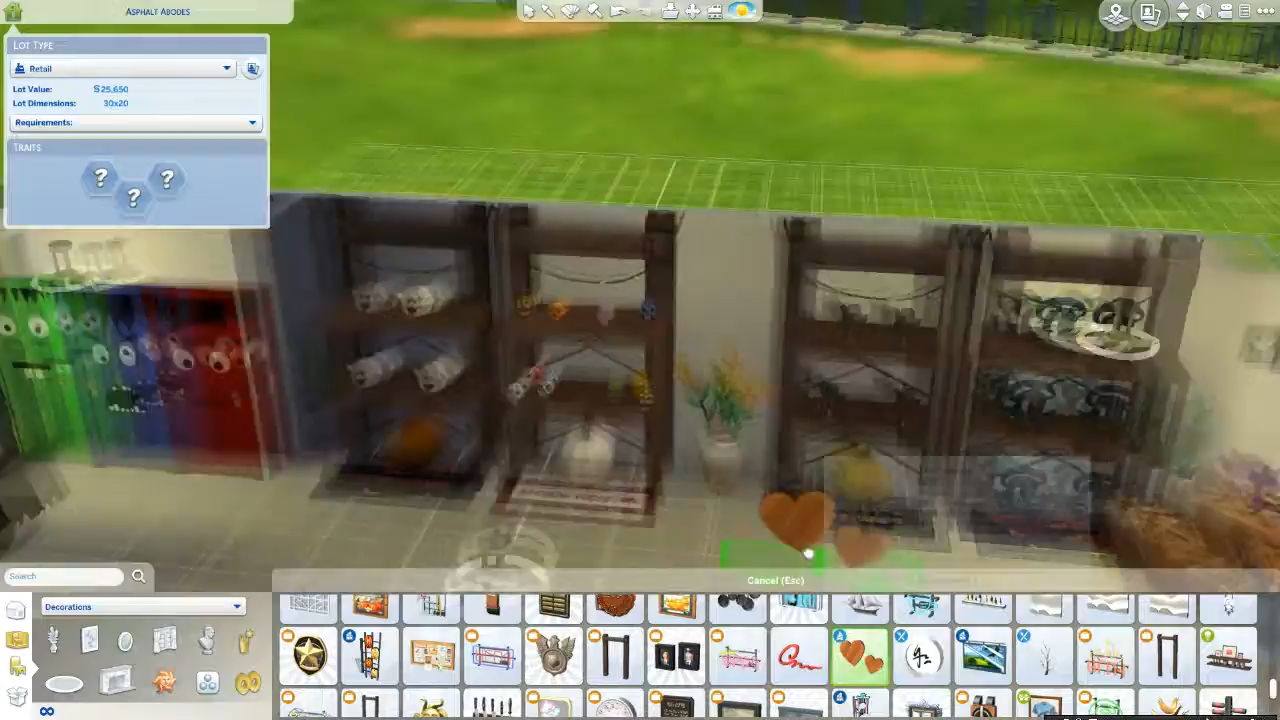 ASPHALT ABODES
LOT TYPE
Retail
Lot Value: §25,650
Lot Dimensions: 30x20
Requirements:
TRAITS
? ? ?
Search
Cancel (Esc)
Decorations